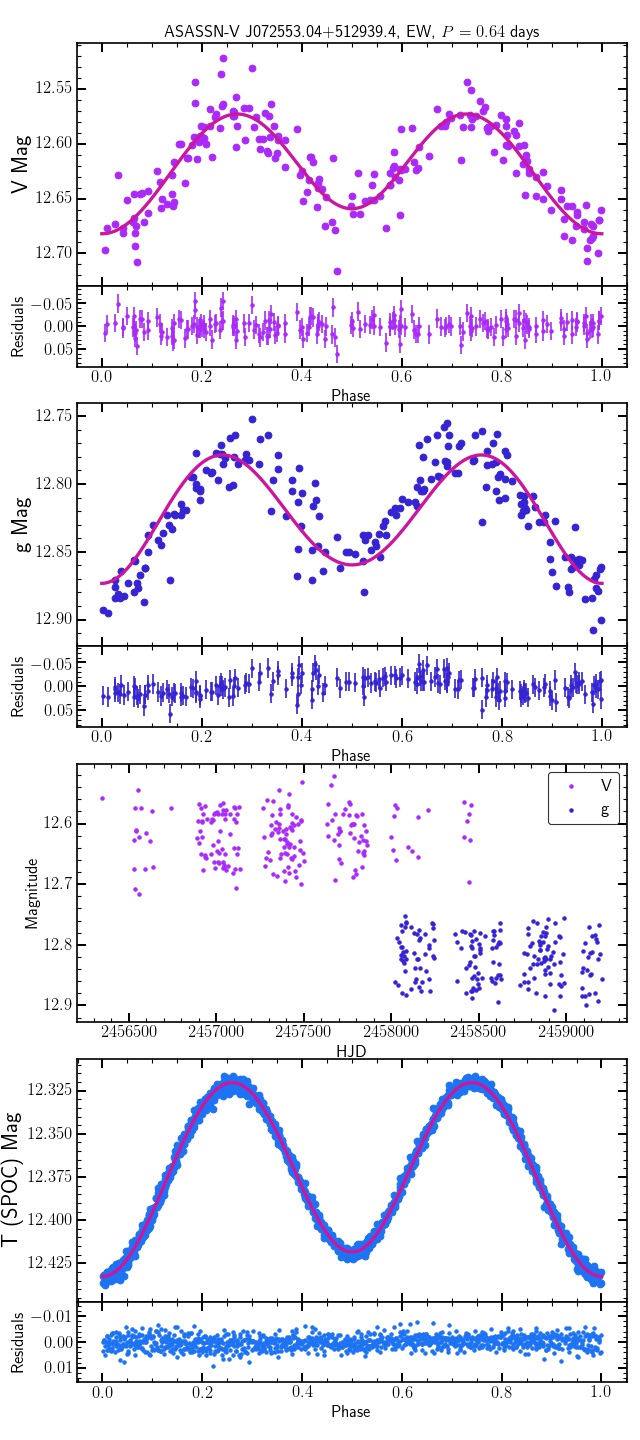 ASASSN-V J072553.04+512939.4, EW, P = 0.64 days
12.55
12.60
12.65
12.70
V Mag
−0.05
0.00
0.05
Residuals
0.0 0.2 0.4 0.6 0.8 1.0
Phase
12.75
12.80
12.85
12.90
g Mag
−0.05
0.00
0.05
Residuals
0.0 0.2 0.4 0.6 0.8 1.0
Phase
V
g
12.6
12.7
12.8
12.9
Magnitude
2456500 2457000 2457500 2458000 2458500 2459000
HJD
12.325
12.350
12.375
12.400
12.425
T (SPOC) Mag
−0.01
0.00
0.01
Residuals
0.0 0.2 0.4 0.6 0.8 1.0
Phase